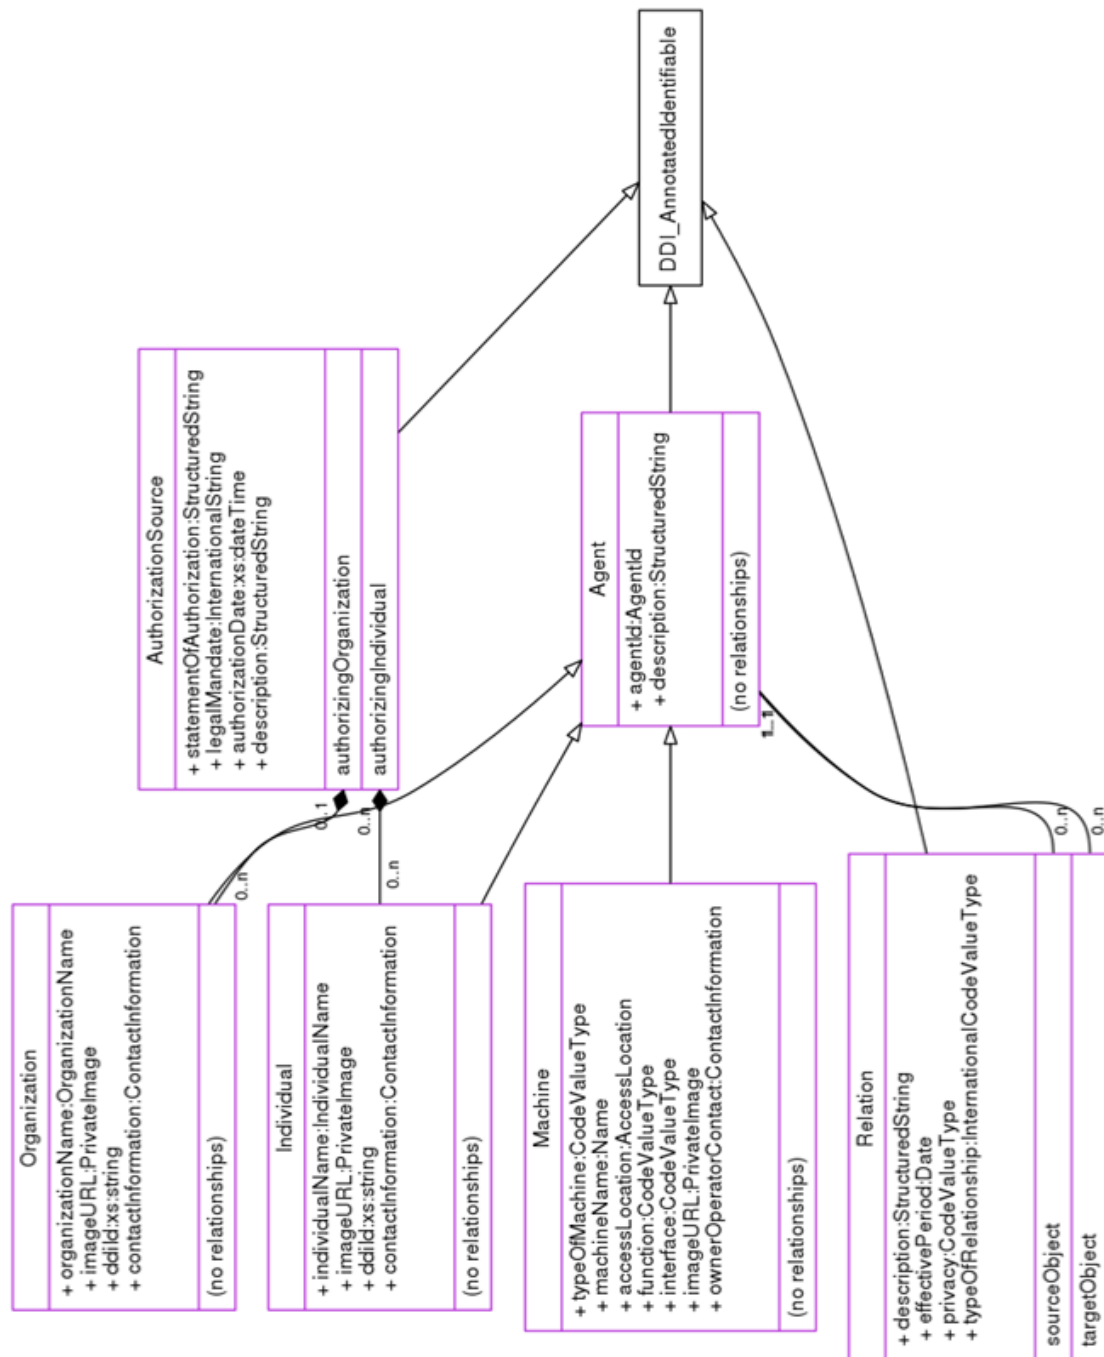 DDI_AnnotatedIdentifiable
AuthorizationSource
+ statementOfAuthorization:StructuredString
+ legalMandate:InternationalString
+ authorizationDate:xs:dateTime
+ description:StructuredString
authorizingOrganization
authorizingIndividual
Agent
+ agentId:AgentId
+ description:StructuredString
(no relationships)
0..1
0..n
0..n
0..n
1..1
1..1
0..n
0..n
Organization
+ organizationName:OrganizationName
+ imageURL:PrivateImage
+ ddiId:xs:string
+ contactInformation:ContactInformation
(no relationships)
Individual
+ individualName:IndividualName
+ imageURL:PrivateImage
+ ddiId:xs:string
+ contactInformation:ContactInformation
(no relationships)
Machine
+ typeOfMachine:CodeValueType
+ machineName:Name
+ accessLocation:AccessLocation
+ function:CodeValueType
+ interface:CodeValueType
+ imageURL:PrivateImage
+ ownerOperatorContact:ContactInformation
(no relationships)
Relation
+ description:StructuredString
+ effectivePeriod:Date
+ privacy:CodeValueType
+ typeOfRelationship:InternationalCodeValueType
sourceObject
targetObject